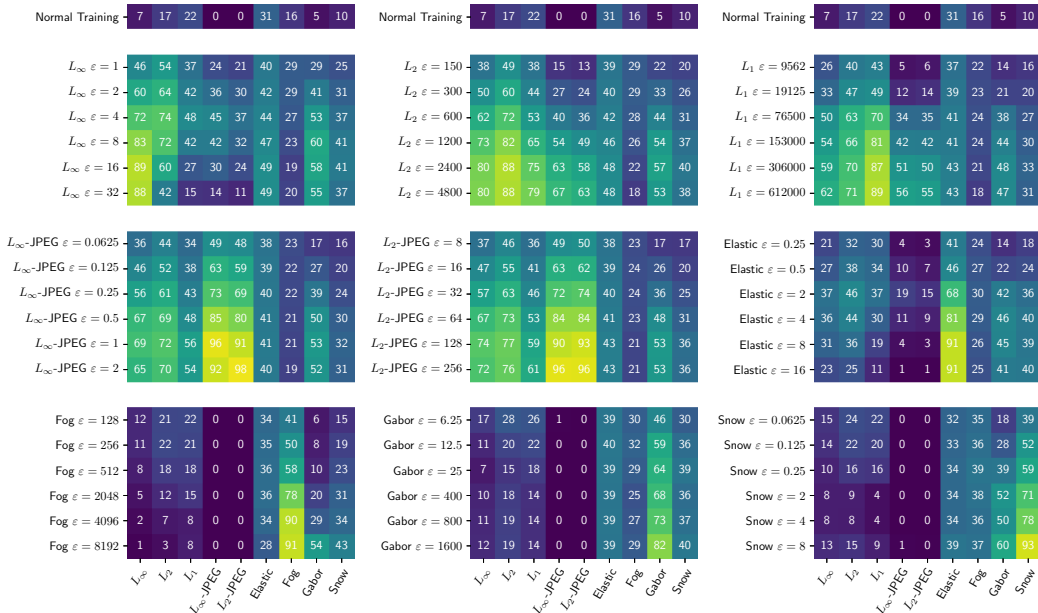 Normal Training 7 17 22 0 0 31 16 5 10
Normal Training 7 17 22 0 0 31 16 5 10
Normal Training 7 17 22 0 0 31 16 5 10
L∞ ε = 1 46 54 37 24 21 40 29 29 25
L∞ ε = 2 60 64 42 36 30 42 29 41 31
L∞ ε = 4 72 74 48 45 37 44 27 53 37
L∞ ε = 8 83 72 42 42 32 47 23 60 41
L∞ ε = 16 89 60 27 30 24 49 19 58 41
L∞ ε = 32 88 42 15 14 11 49 20 55 37
L2 ε = 150 38 49 38 15 13 39 29 22 20
L2 ε = 300 50 60 44 27 24 40 29 33 26
L2 ε = 600 62 72 53 40 36 42 28 44 31
L2 ε = 1200 73 82 65 54 49 46 26 54 37
L2 ε = 2400 80 88 75 63 58 48 22 57 40
L2 ε = 4800 80 88 79 67 63 48 18 53 38
L1 ε = 9562 26 40 43 5 6 37 22 14 16
L1 ε = 19125 33 47 49 12 14 39 23 21 20
L1 ε = 76500 50 63 70 34 35 41 24 38 27
L1 ε = 153000 54 66 81 42 42 41 24 44 30
L1 ε = 306000 59 70 87 51 50 43 21 48 33
L1 ε = 612000 62 71 89 56 55 43 18 47 31
L∞-JPEG ε = 0.0625 36 44 34 49 48 38 23 17 16
L∞-JPEG ε = 0.125 46 52 38 63 59 39 22 27 20
L∞-JPEG ε = 0.25 56 61 43 73 69 40 22 39 24
L∞-JPEG ε = 0.5 67 69 48 85 80 41 21 50 30
L∞-JPEG ε = 1 69 72 56 96 91 41 21 53 32
L∞-JPEG ε = 2 65 70 54 92 98 40 19 52 31
L2-JPEG ε = 8 37 46 36 49 50 38 23 17 17
L2-JPEG ε = 16 47 55 41 63 62 39 24 26 20
L2-JPEG ε = 32 57 63 46 72 74 40 24 36 25
L2-JPEG ε = 64 67 73 53 84 84 41 23 48 31
L2-JPEG ε = 128 74 77 59 90 93 43 21 53 36
L2-JPEG ε = 256 72 76 61 96 96 43 21 53 36
Elastic ε = 0.25 21 32 30 4 3 41 24 14 18
Elastic ε = 0.5 27 38 34 10 7 46 27 22 24
Elastic ε = 2 37 46 37 19 15 68 30 42 36
Elastic ε = 4 36 44 30 11 9 81 29 46 40
Elastic ε = 8 31 36 19 4 3 91 26 45 39
Elastic ε = 16 23 25 11 1 1 91 25 41 40
Fog ε = 128 12 21 22 0 0 34 41 6 15
Fog ε = 256 11 22 21 0 0 35 50 8 19
Fog ε = 512 8 18 18 0 0 36 58 10 23
Fog ε = 2048 5 12 15 0 0 36 78 20 31
Fog ε = 4096 2 7 8 0 0 34 90 29 34
Fog ε = 8192 1 3 8 0 0 28 91 54 43
L∞ L2 L1 L∞-JPEG L2-JPEG Elastic Fog Gabor Snow
Gabor ε = 6.25 17 28 26 1 0 39 30 46 30
Gabor ε = 12.5 11 20 22 0 0 40 32 59 36
Gabor ε = 25 7 15 18 0 0 39 29 64 39
Gabor ε = 400 10 18 14 0 0 39 25 68 36
Gabor ε = 800 11 19 14 0 0 39 27 73 37
Gabor ε = 1600 12 19 14 0 0 39 29 82 40
L∞ L2 L1 L∞-JPEG L2-JPEG Elastic Fog Gabor Snow
Snow ε = 0.0625 15 24 22 0 0 32 35 18 39
Snow ε = 0.125 14 22 20 0 0 33 36 28 52
Snow ε = 0.25 10 16 16 0 0 34 39 39 59
Snow ε = 2 8 9 4 0 0 34 38 52 71
Snow ε = 4 8 8 4 0 0 34 36 50 78
Snow ε = 8 13 15 9 1 0 39 37 60 93
L∞ L2 L1 L∞-JPEG L2-JPEG Elastic Fog Gabor Snow